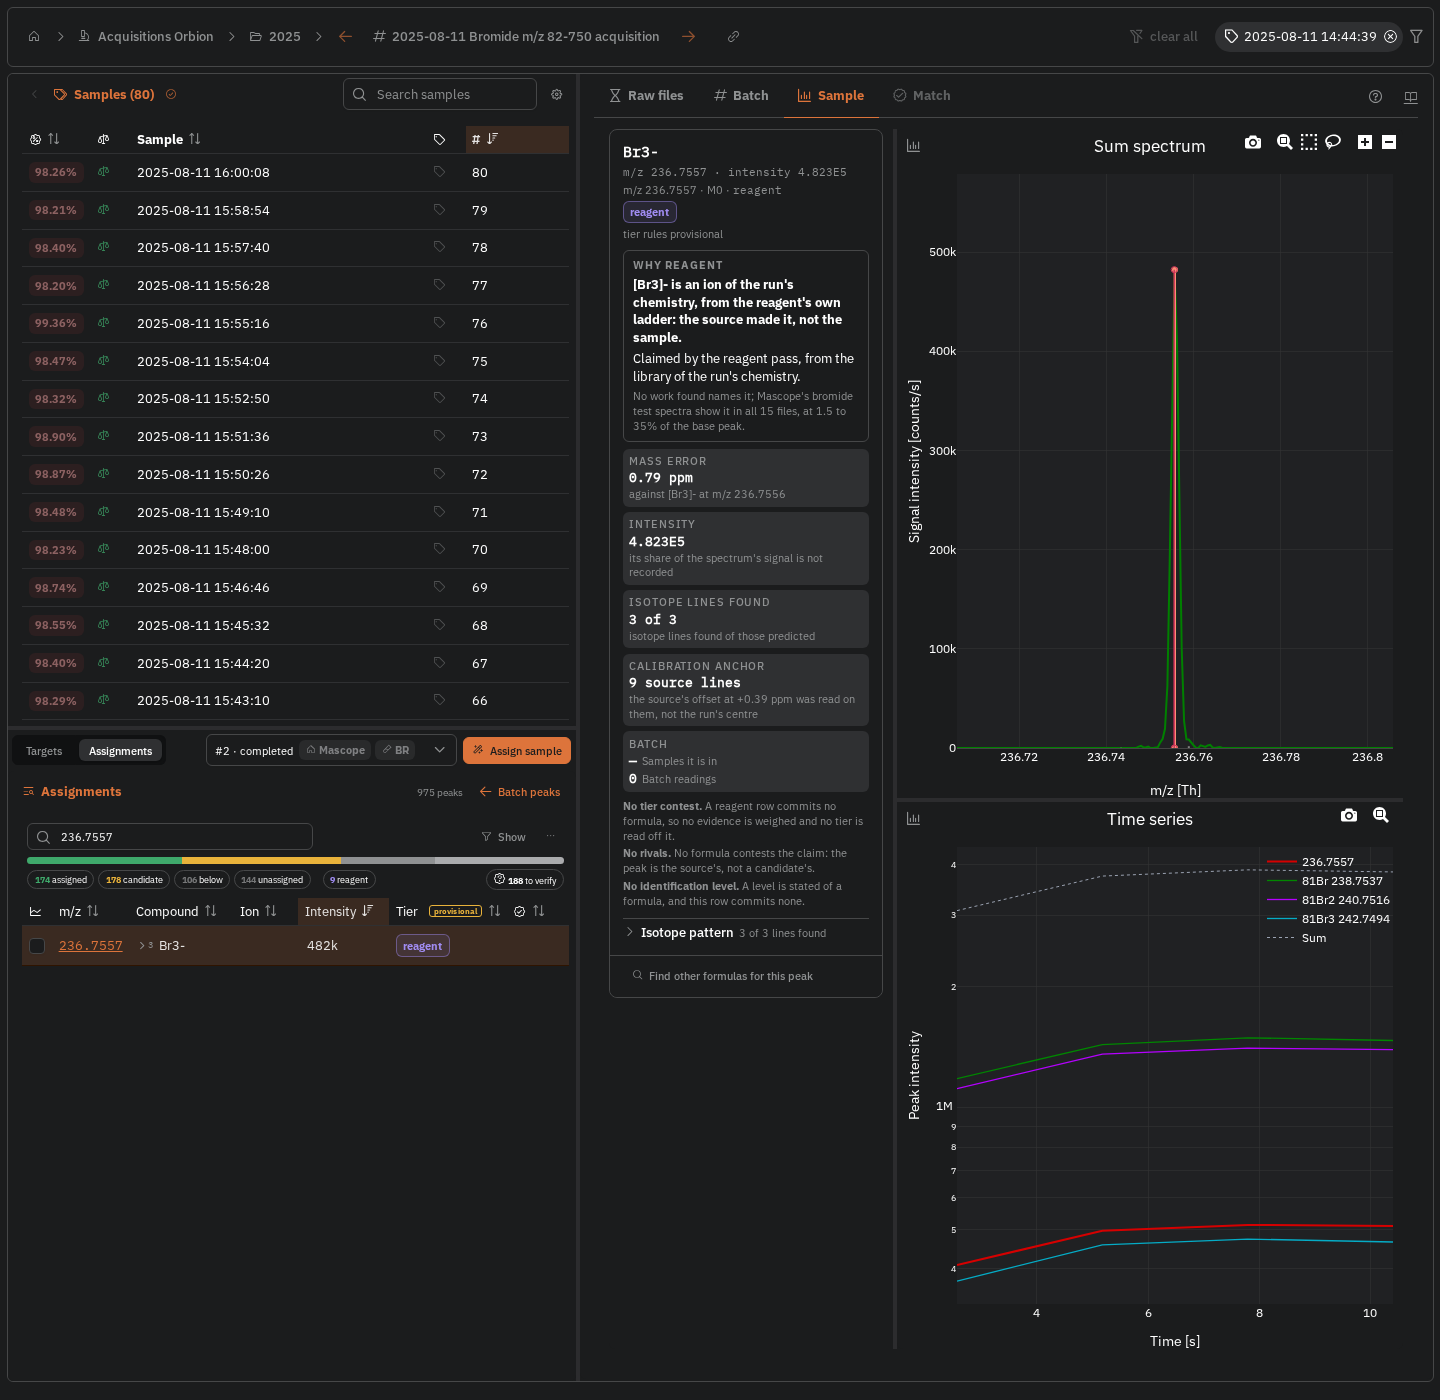 Acquisitions Orbion
2025
2025-08-11 Bromide m/z 82-750 acquisition
clear all
2025-08-11 14:44:39
Samples (80)
Search samples
Sample
#
98.26% 2025-08-11 16:00:08 80
98.21% 2025-08-11 15:58:54 79
98.40% 2025-08-11 15:57:40 78
98.20% 2025-08-11 15:56:28 77
99.36% 2025-08-11 15:55:16 76
98.47% 2025-08-11 15:54:04 75
98.32% 2025-08-11 15:52:50 74
98.90% 2025-08-11 15:51:36 73
98.87% 2025-08-11 15:50:26 72
98.48% 2025-08-11 15:49:10 71
98.23% 2025-08-11 15:48:00 70
98.74% 2025-08-11 15:46:46 69
98.55% 2025-08-11 15:45:32 68
98.40% 2025-08-11 15:44:20 67
98.29% 2025-08-11 15:43:10 66
Targets
Assignments
#2 · completed
Mascope
BR
Assign sample
Assignments
975 peaks
Batch peaks
236.7557
Show
...
174 assigned
178 candidate
106 below
144 unassigned
9 reagent
188 to verify
m/z Compound Ion Intensity Tier provisional
236.7557 3 Br3- 482k reagent
Raw files
Batch
Sample
Match
Br3-
m/z 236.7557 · intensity 4.823E5
m/z 236.7557 · M0 · reagent
reagent
tier rules provisional
WHY REAGENT
[Br3]- is an ion of the run's
chemistry, from the reagent's own
ladder: the source made it, not the
sample.
Claimed by the reagent pass, from the
library of the run's chemistry.
No work found names it; Mascope's bromide
test spectra show it in all 15 files, at 1.5 to
35% of the base peak.
MASS ERROR
0.79 ppm
against [Br3]- at m/z 236.7556
INTENSITY
4.823E5
its share of the spectrum's signal is not
recorded
ISOTOPE LINES FOUND
3 of 3
isotope lines found of those predicted
CALIBRATION ANCHOR
9 source lines
the source's offset at +0.39 ppm was read on
them, not the run's centre
BATCH
— Samples it is in
0 Batch readings
No tier contest. A reagent row commits no
formula, so no evidence is weighed and no tier is
read off it.
No rivals. No formula contests the claim: the
peak is the source's, not a candidate's.
No identification level. A level is stated of a
formula, and this row commits none.
Isotope pattern 3 of 3 lines found
Find other formulas for this peak
Sum spectrum
500k
400k
300k
200k
100k
0
Signal intensity [counts/s]
236.72 236.74 236.76 236.78 236.8
m/z [Th]
Time series
4
3
2
1M
9
8
7
6
5
4
Peak intensity
236.7557
81Br 238.7537
81Br2 240.7516
81Br3 242.7494
Sum
4 6 8 10
Time [s]